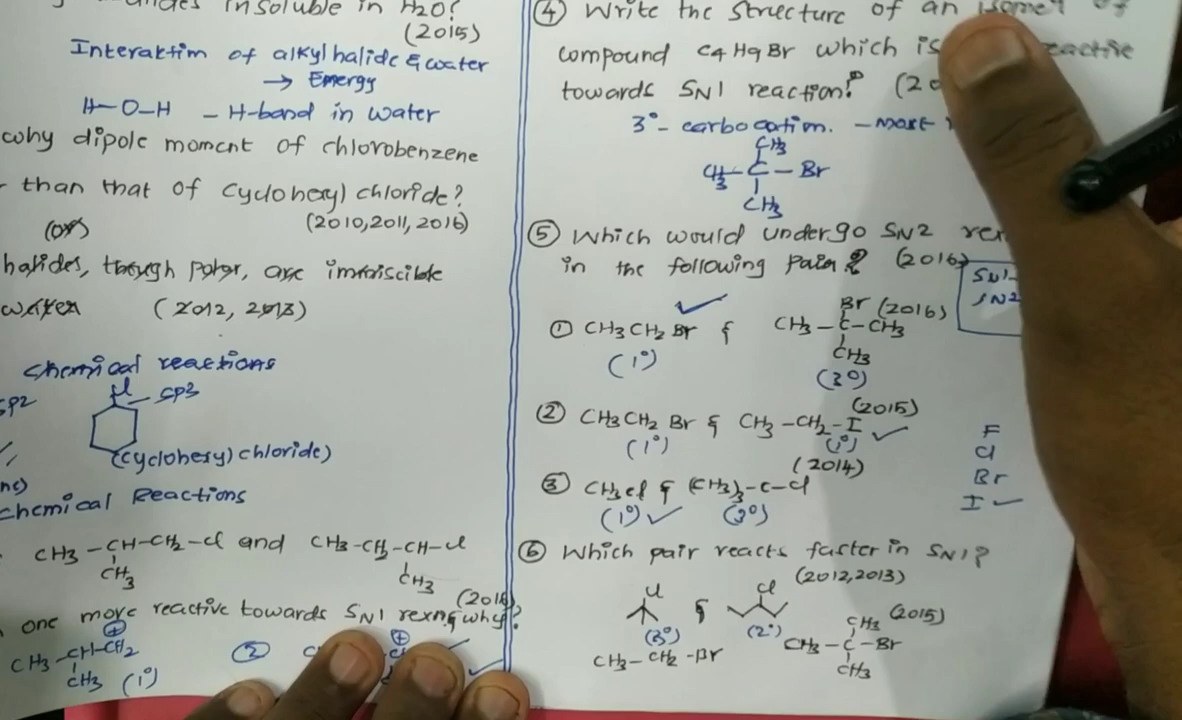 insoluble in H2O?
(2015)
Interaktim of alkyl halide & water
→ Energy
H-O-H - H-bond in water
why dipole moment of chlorobenzene
than that of cyclohexyl chloride?
(or) (2010, 2011, 2016)
halides, though polar, are immiscible
water (2012, 2013)
chemical reactions
SP2 Cl - SP3
(cyclohexyl chloride)
chemical Reactions
CH3 - CH - CH2 - Cl and CH3 - CH2 - CH - Cl
CH3 CH3
one more reactive towards SN1 rexn & why?
⊕ ⊕
CH3 - CH - CH2 ②
CH3 (1°)
④ Write the structure of an
compound C4H9Br which is
towards SN1 reaction?
3° - carbocation. - most
CH3
CH3 - C - Br
CH3
⑤ Which would undergo SN2
in the following pair? (2016)
SN1
SN2
Br (2016)
① CH3CH2Br & CH3 - C - CH3
CH3
(1°) (3°)
(2015)
② CH3CH2Br & CH3 - CH2 - I
(1°) (1°)
(2014)
③ CH3Cl & (CH3)3 - C - Cl
(1°) (3°)
F
Cl
Br
I
⑥ Which pair reacts faster in SN1?
(2012, 2013)
Cl & Cl
(3°) (2°)
CH3 (2015)
CH3 - CH2 - Br CH3 - C - Br
CH3